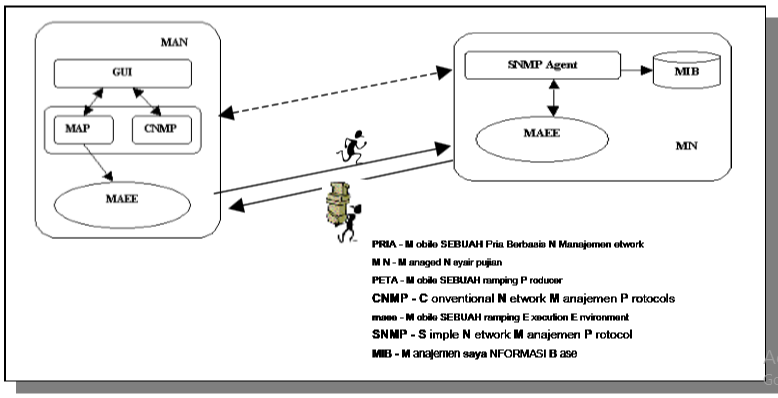 MAN
GUI
MAP
CNMP
MAEE
SNMP Agent
MIB
MAEE
MN
PRIA - M obile SEBUAH Pria Berbasis N Manajemen etwork
M N - M anaged N ayair pujian
PETA - M obile SEBUAH ramping P roducer
CNMP - C onventional N etwork M anajemen P rotocols
maee - M obile SEBUAH ramping E xecution E nvironment
SNMP - S imple N etwork M anajemen P rotocol
MIB - M anajemen saya NFORMASI B ase